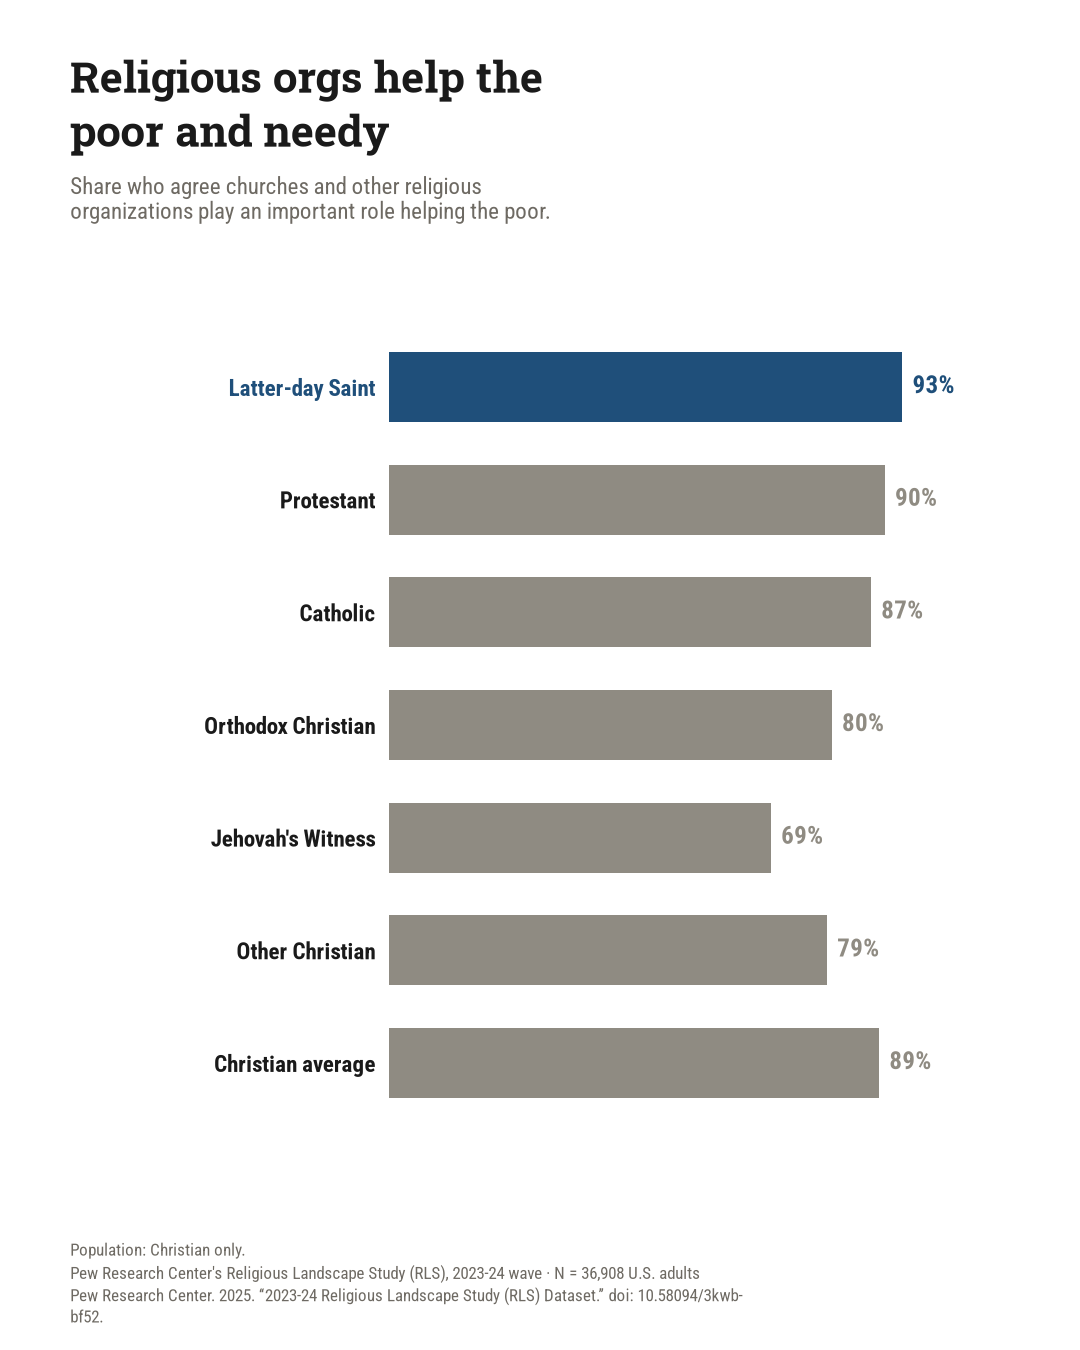 Religious orgs help the
poor and needy
Share who agree churches and other religious
organizations play an important role helping the poor.
Latter-day Saint 93%
Protestant 90%
Catholic 87%
Orthodox Christian 80%
Jehovah's Witness 69%
Other Christian 79%
Christian average 89%
Population: Christian only.
Pew Research Center's Religious Landscape Study (RLS), 2023-24 wave · N = 36,908 U.S. adults
Pew Research Center. 2025. “2023-24 Religious Landscape Study (RLS) Dataset.” doi: 10.58094/3kwb-
bf52.